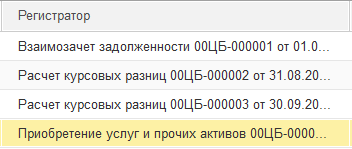 Регистратор
Взаимозачет задолженности 00ЦБ-000001 от 01.0...
Расчет курсовых разниц 00ЦБ-000002 от 31.08.20...
Расчет курсовых разниц 00ЦБ-000003 от 30.09.20...
Приобретение услуг и прочих активов 00ЦБ-0000...